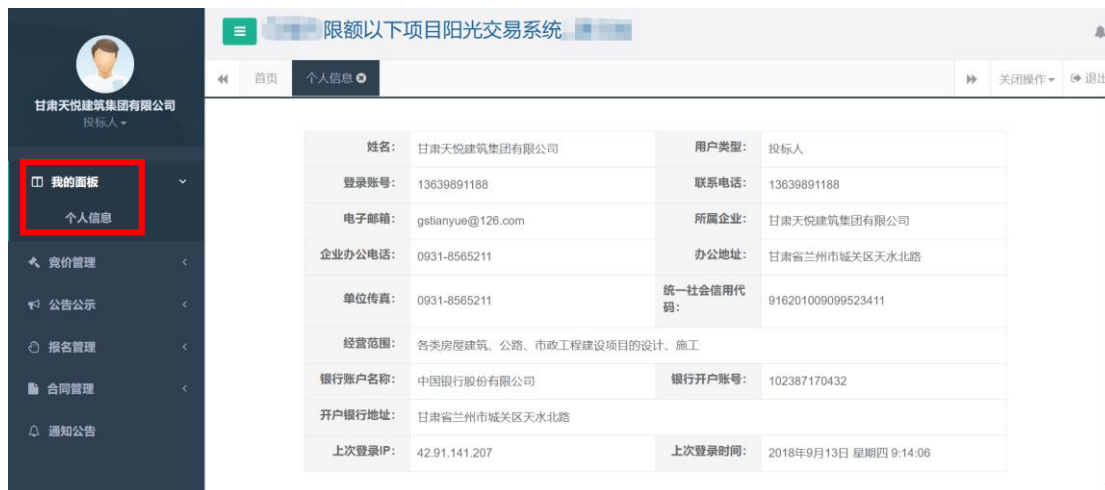 限额以下项目阳光交易系统
首页
个人信息
关闭操作
退出
甘肃天悦建筑集团有限公司
投标人
我的面板
个人信息
竞价管理
公告公示
报名管理
合同管理
通知公告
姓名： 甘肃天悦建筑集团有限公司 用户类型： 投标人
登录账号： 13639891188 联系电话： 13639891188
电子邮箱： gstianyue@126.com 所属企业： 甘肃天悦建筑集团有限公司
企业办公电话： 0931-8565211 办公地址： 甘肃省兰州市城关区天水北路
单位传真： 0931-8565211 统一社会信用代
码： 916201009099523411
经营范围： 各类房屋建筑、公路、市政工程建设项目的设计、施工
银行账户名称： 中国银行股份有限公司 银行开户账号： 102387170432
开户银行地址： 甘肃省兰州市城关区天水北路
上次登录IP： 42.91.141.207 上次登录时间： 2018年9月13日 星期四 9:14:06